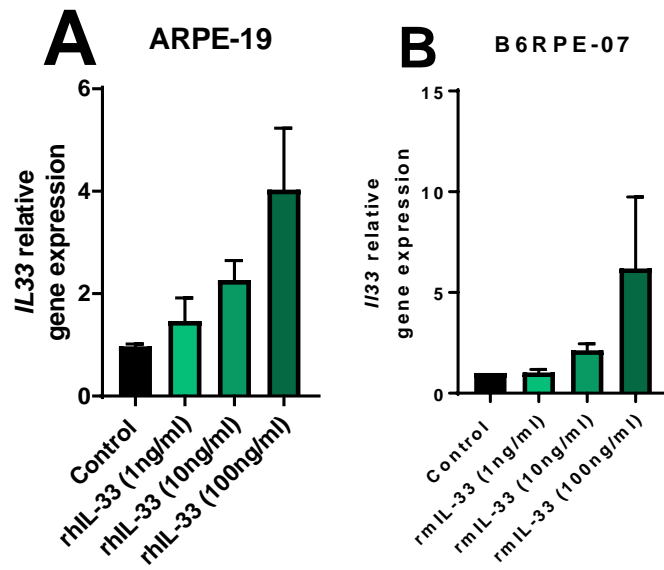 A
ARPE-19
IL33 relative
gene expression
6
4
2
0
Control
rhIL-33 (1ng/ml)
rhIL-33 (10ng/ml)
rhIL-33 (100ng/ml)
B
B6RPE-07
Il33 relative
gene expression
15
10
5
0
Control
rmIL-33 (1ng/ml)
rmIL-33 (10ng/ml)
rmIL-33 (100ng/ml)